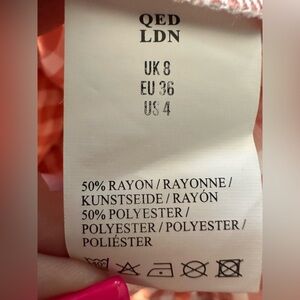 QED
LDN
UK 8
EU 36
US 4
50% RAYON / RAYONNE /
KUNSTSEIDE / RAYÓN
50% POLYESTER /
POLYESTER / POLYESTER /
POLIÉSTER